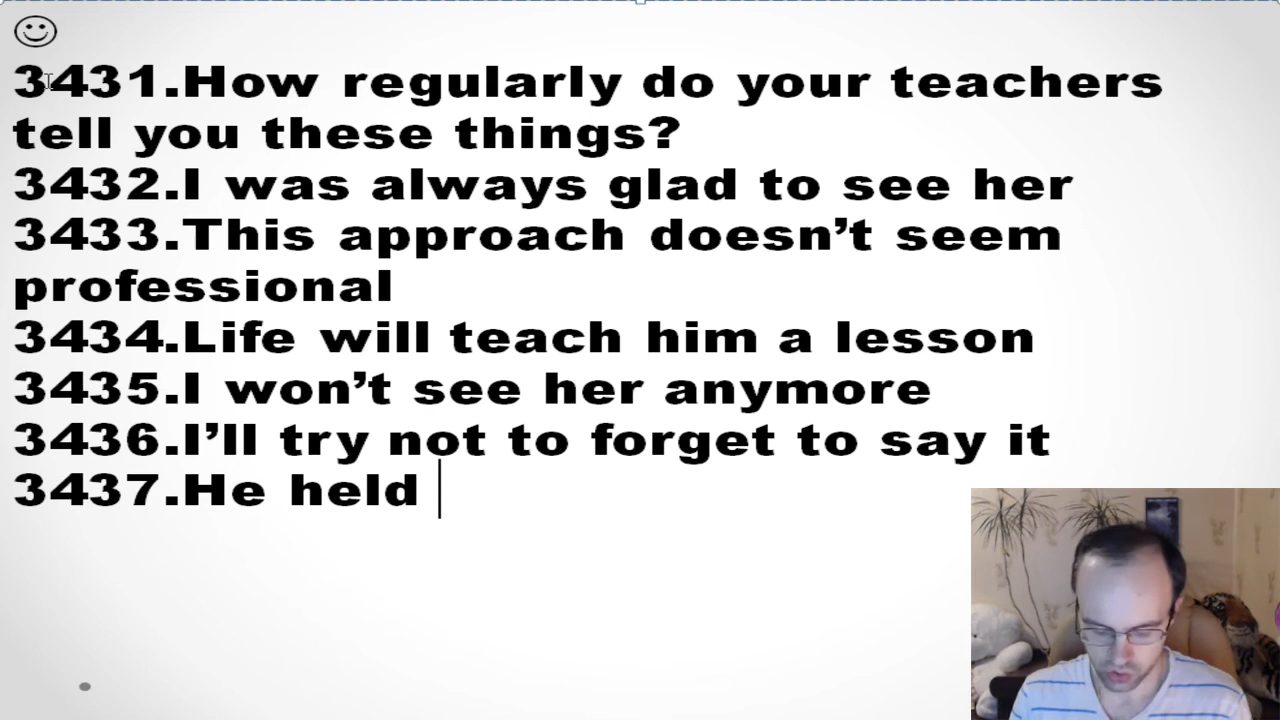 3431.How regularly do your teachers
tell you these things?
3432.I was always glad to see her
3433.This approach doesn’t seem
professional
3434.Life will teach him a lesson
3435.I won’t see her anymore
3436.I’ll try not to forget to say it
3437.He held